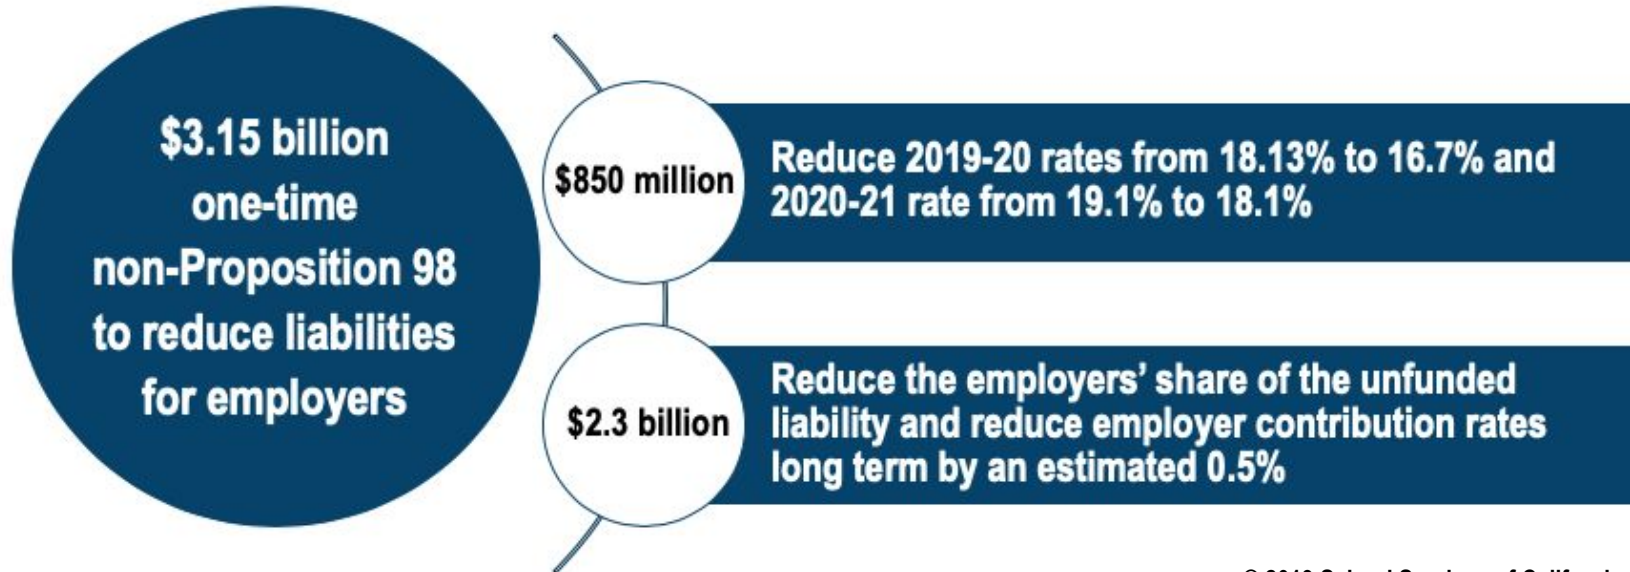 $3.15 billion
one-time
non-Proposition 98
to reduce liabilities
for employers
$850 million
Reduce 2019-20 rates from 18.13% to 16.7% and
2020-21 rate from 19.1% to 18.1%
$2.3 billion
Reduce the employers’ share of the unfunded
liability and reduce employer contribution rates
long term by an estimated 0.5%